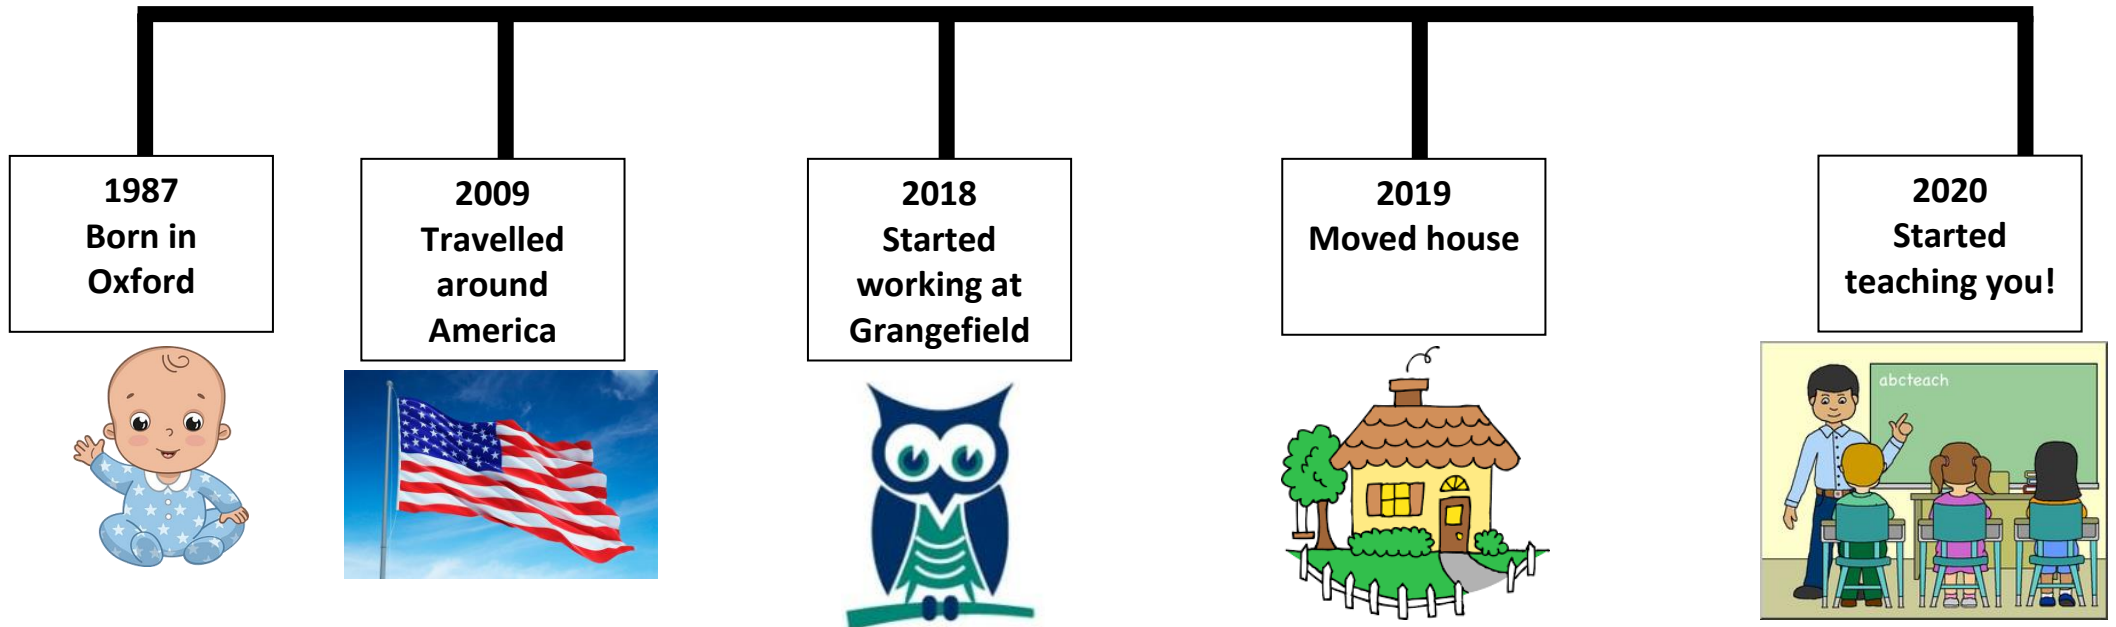 1987
Born in
Oxford
2009
Travelled
around
America
2018
Started
working at
Grangefield
2019
Moved house
2020
Started
teaching you!
abcteach